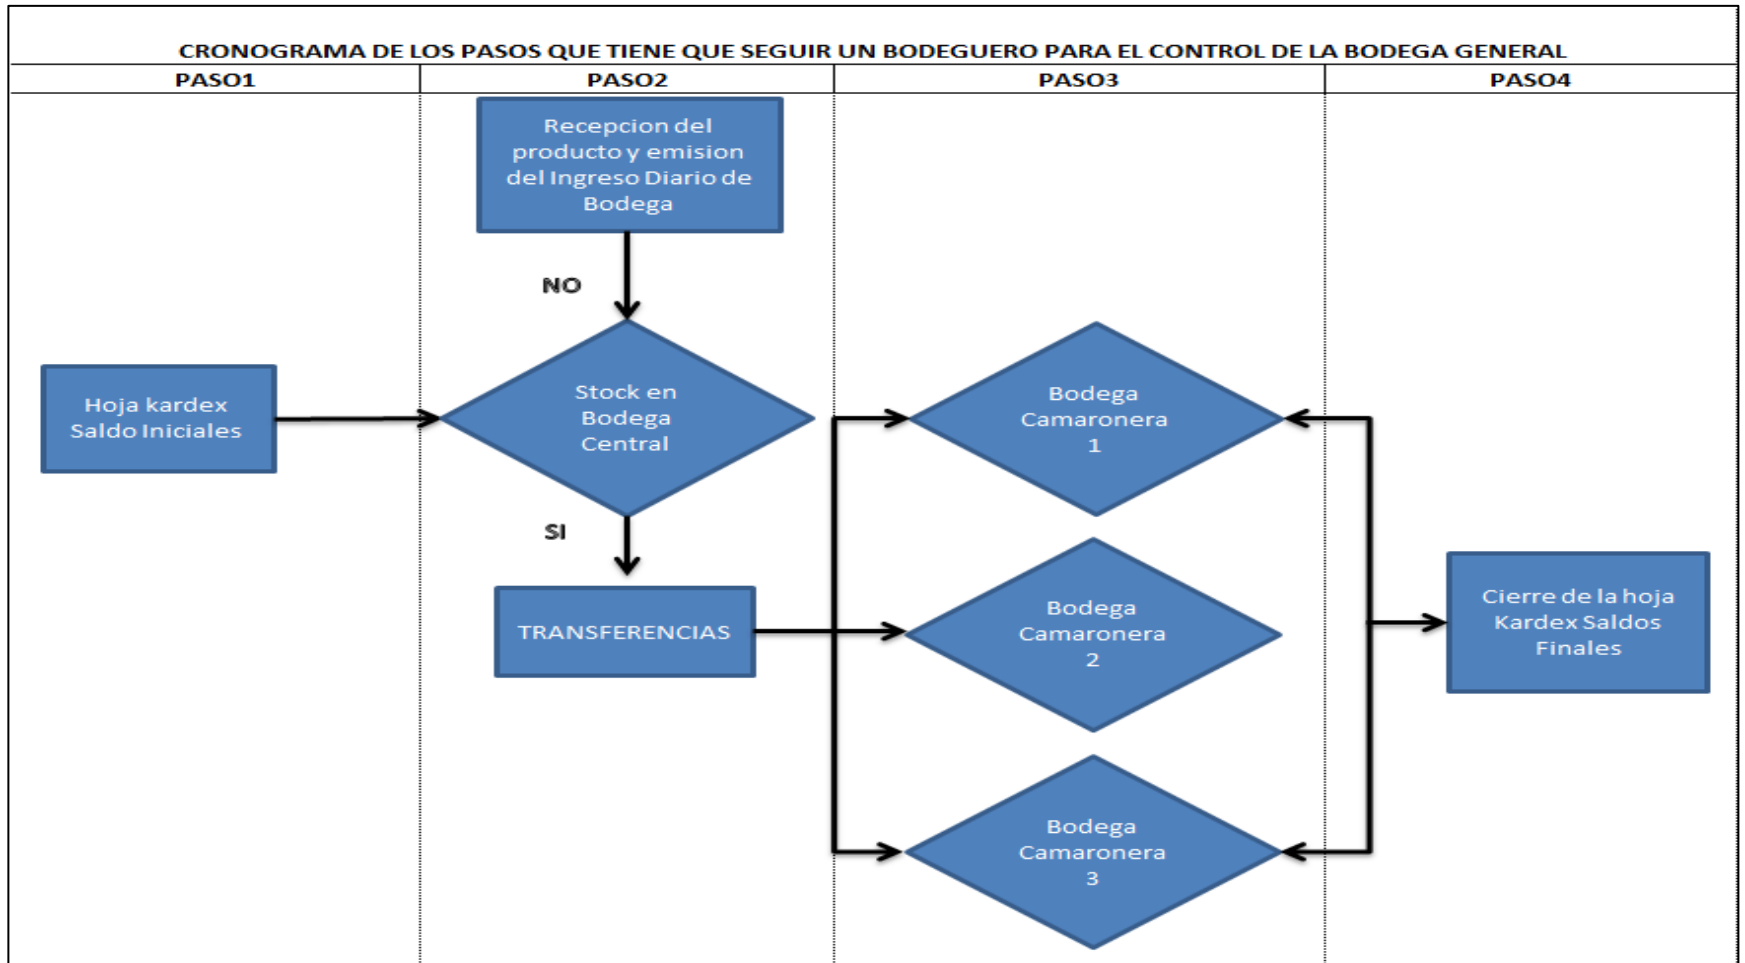 CRONOGRAMA DE LOS PASOS QUE TIENE QUE SEGUIR UN BODEGUERO PARA EL CONTROL DE LA BODEGA GENERAL
PASO1
PASO2
PASO3
PASO4
Recepcion del
producto y emision
del Ingreso Diario de
Bodega
NO
Hoja kardex
Saldo Iniciales
Stock en
Bodega
Central
SI
TRANSFERENCIAS
Bodega
Camaronera
1
Bodega
Camaronera
2
Bodega
Camaronera
3
Cierre de la hoja
Kardex Saldos
Finales